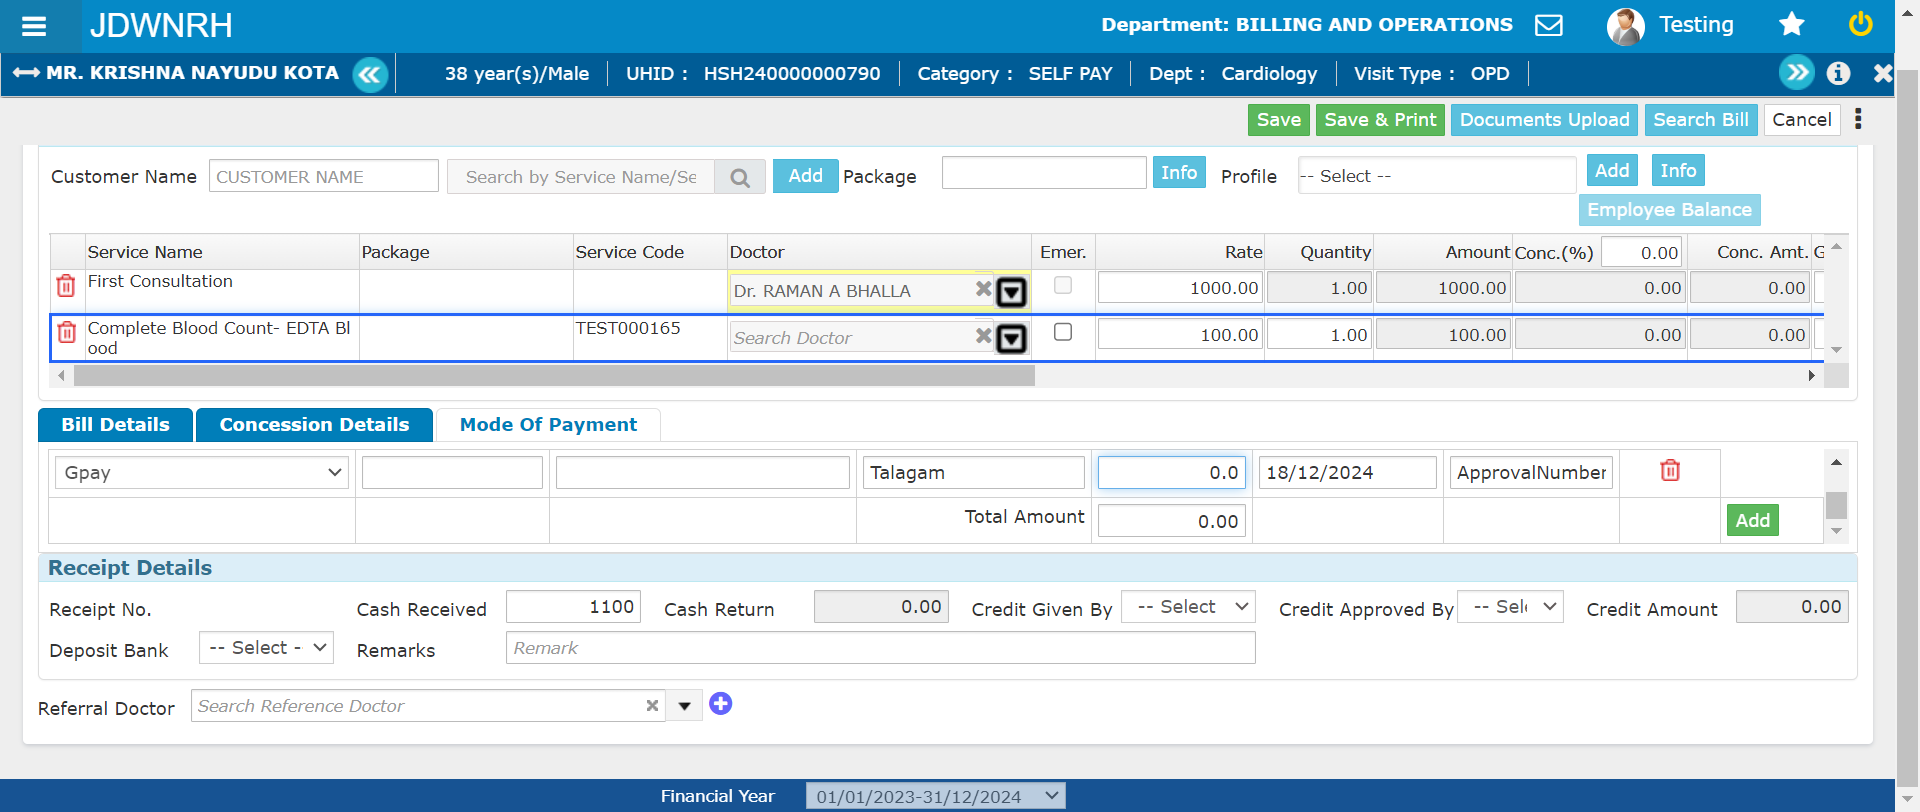 JDWNRH
Department: BILLING AND OPERATIONS
Testing
MR. KRISHNA NAYUDU KOTA
38 year(s)/Male
UHID : HSH240000000790
Category : SELF PAY
Dept : Cardiology
Visit Type : OPD
Save
Save & Print
Documents Upload
Search Bill
Cancel
Customer Name
CUSTOMER NAME
Search by Service Name/Se
Add
Package
Info
Profile
-- Select --
Add
Info
Employee Balance
Service Name
Package
Service Code
Doctor
Emer.
Rate
Quantity
Amount
Conc.(%)
0.00
Conc. Amt.
G
First Consultation
Dr. RAMAN A BHALLA
1000.00
1.00
1000.00
0.00
0.00
Complete Blood Count- EDTA Bl
ood
TEST000165
Search Doctor
100.00
1.00
100.00
0.00
0.00
Bill Details
Concession Details
Mode Of Payment
Gpay
Talagam
0.0
18/12/2024
ApprovalNumber
Total Amount
0.00
Add
Receipt Details
Receipt No.
Cash Received
1100
Cash Return
0.00
Credit Given By
-- Select
Credit Approved By
-- Sel
Credit Amount
0.00
Deposit Bank
-- Select -
Remarks
Remark
Referral Doctor
Search Reference Doctor
Financial Year
01/01/2023-31/12/2024